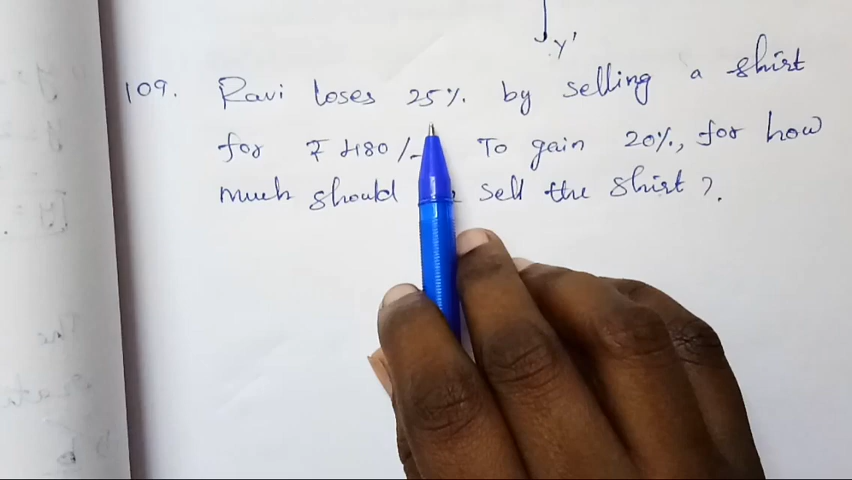 Y'
109. Ravi loses 25%. by selling a shirt
for ₹ 480/- To gain 20%, for how
much should sell the shirt ?.